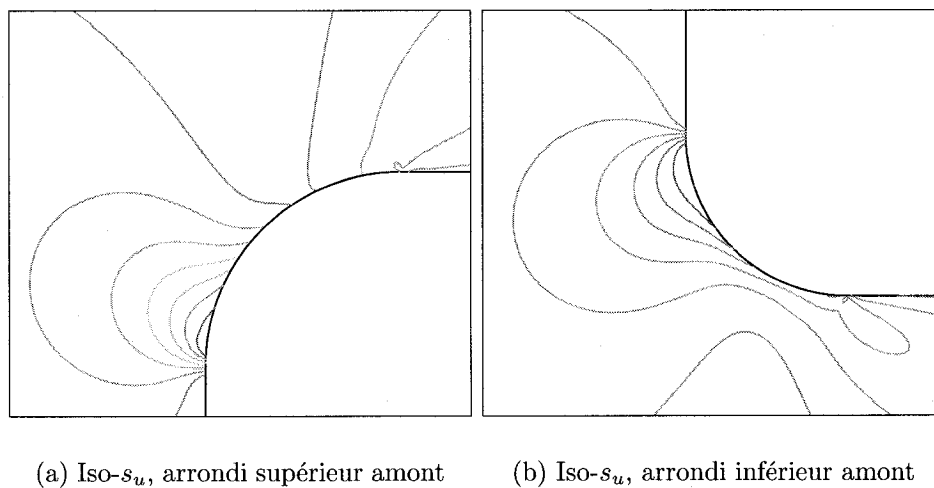 (a) Iso-s_u, arrondi supérieur amont
(b) Iso-s_u, arrondi inférieur amont